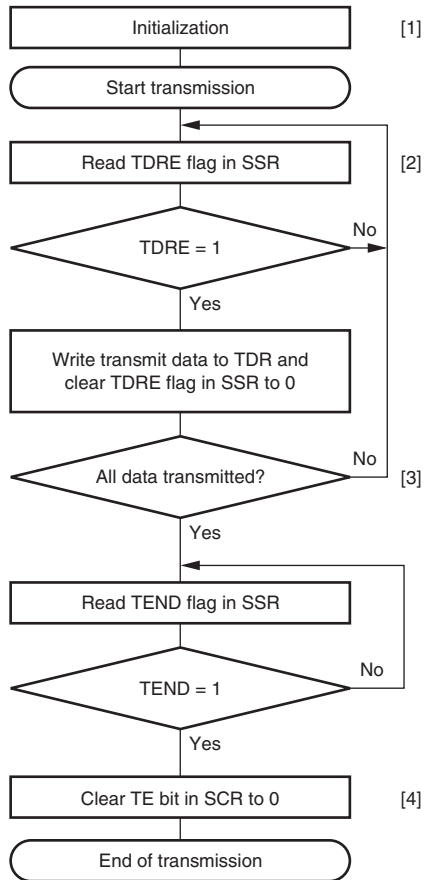 Initialization [1]
Start transmission
Read TDRE flag in SSR [2]
No
TDRE = 1
Yes
Write transmit data to TDR and
clear TDRE flag in SSR to 0
No
All data transmitted? [3]
Yes
Read TEND flag in SSR
No
TEND = 1
Yes
Clear TE bit in SCR to 0 [4]
End of transmission